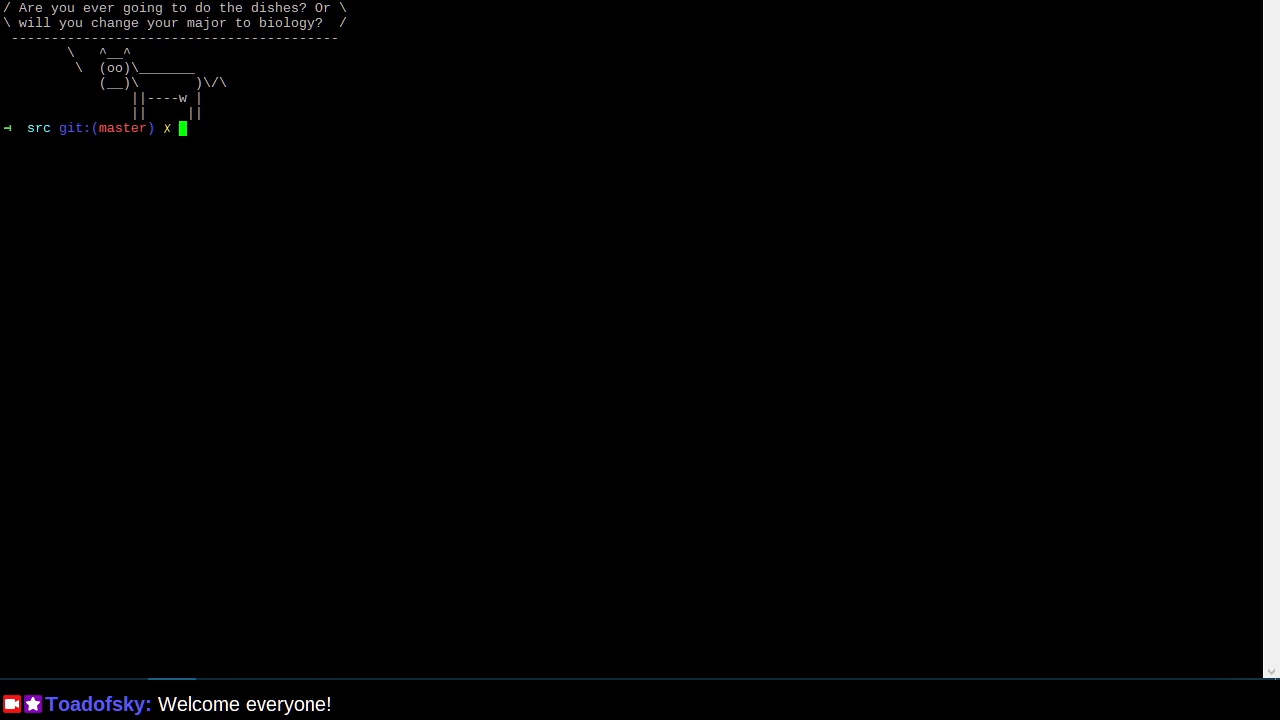 / Are you ever going to do the dishes? Or \
\ will you change your major to biology?  /
 -----------------------------------------
        \   ^__^
         \  (oo)\_______
            (__)\       )\/\
                ||----w |
                ||     ||
➜  src git:(master) ✗
Toadofsky: Welcome everyone!